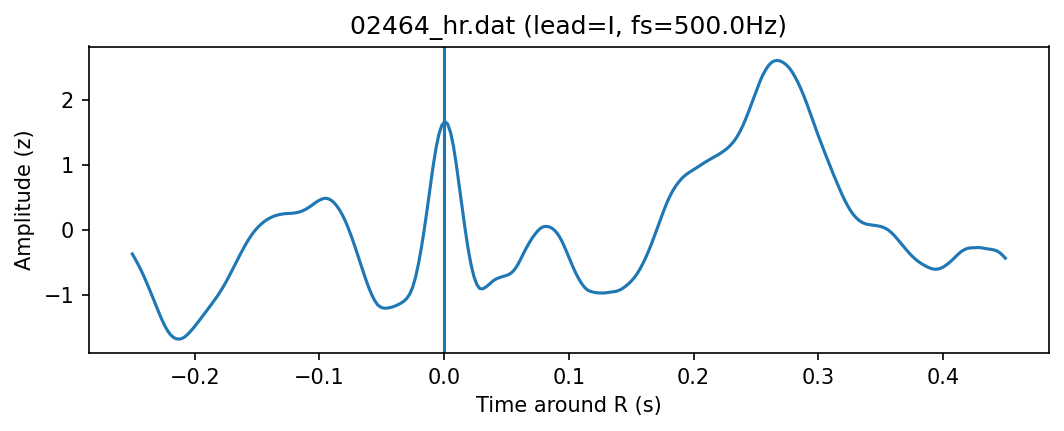 02464_hr.dat (lead=I, fs=500.0Hz)
Amplitude (z)
2
1
0
−1
−0.2 −0.1 0.0 0.1 0.2 0.3 0.4
Time around R (s)